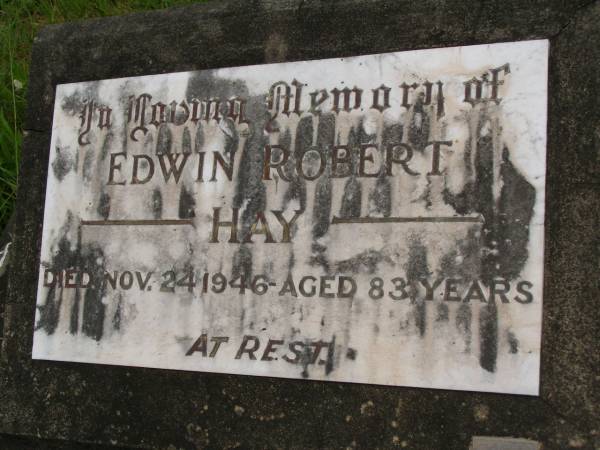 In Loving Memory of
EDWIN ROBERT
HAY
DIED NOV. 24 1946 - AGED 83 YEARS
AT REST.